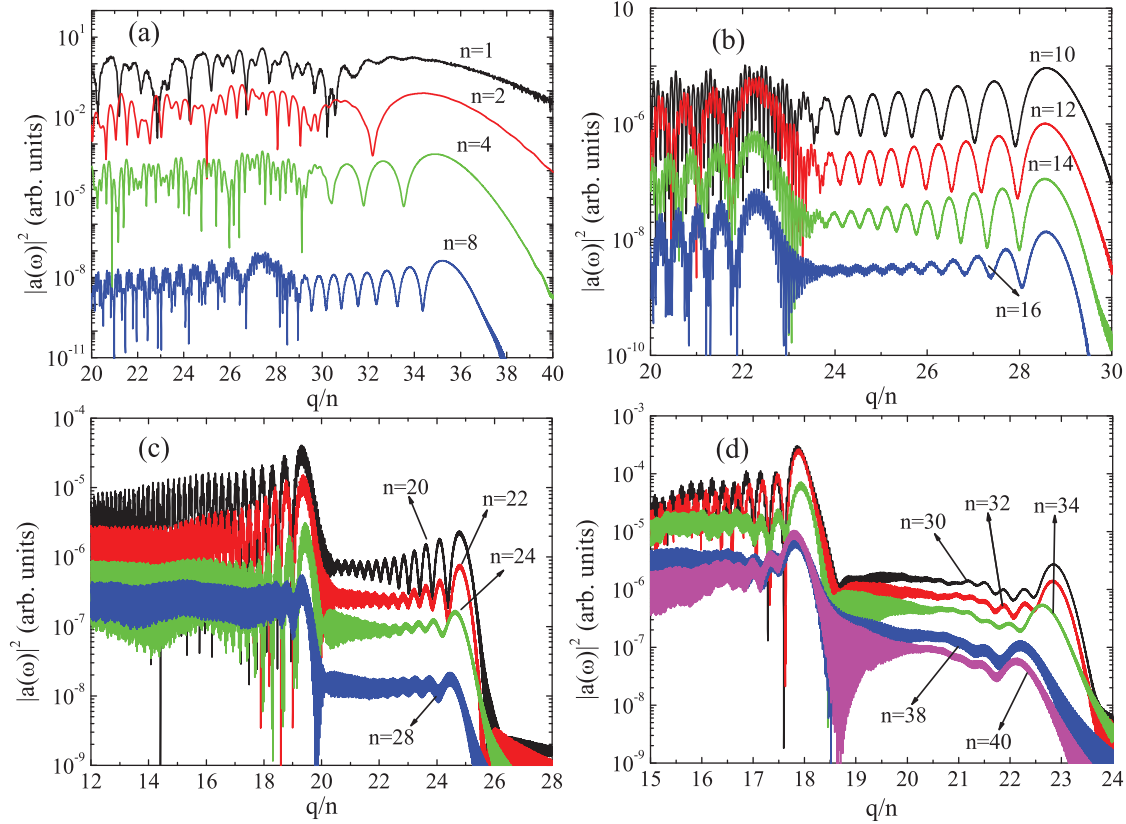 (a)
n=1
n=2
n=4
n=8
10^1
10^-2
10^-5
10^-8
10^-11
|a(ω)|^2 (arb. units)
20 22 24 26 28 30 32 34 36 38 40
q/n
(b)
n=10
n=12
n=14
n=16
10
10^-6
10^-8
10^-10
|a(ω)|^2 (arb. units)
20 22 24 26 28 30
q/n
(c)
n=20
n=22
n=24
n=28
10^-4
10^-5
10^-6
10^-7
10^-8
10^-9
|a(ω)|^2 (arb. units)
12 14 16 18 20 22 24 26 28
q/n
(d)
n=30
n=32
n=34
n=38
n=40
10^-3
10^-4
10^-5
10^-6
10^-7
10^-8
10^-9
|a(ω)|^2 (arb. units)
15 16 17 18 19 20 21 22 23 24
q/n